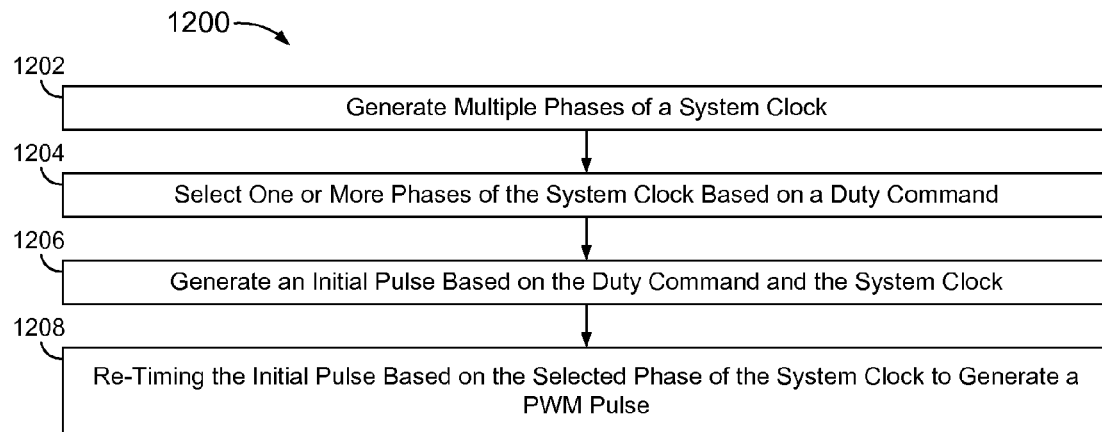 1200
1202
Generate Multiple Phases of a System Clock
1204
Select One or More Phases of the System Clock Based on a Duty Command
1206
Generate an Initial Pulse Based on the Duty Command and the System Clock
1208
Re-Timing the Initial Pulse Based on the Selected Phase of the System Clock to Generate a
PWM Pulse